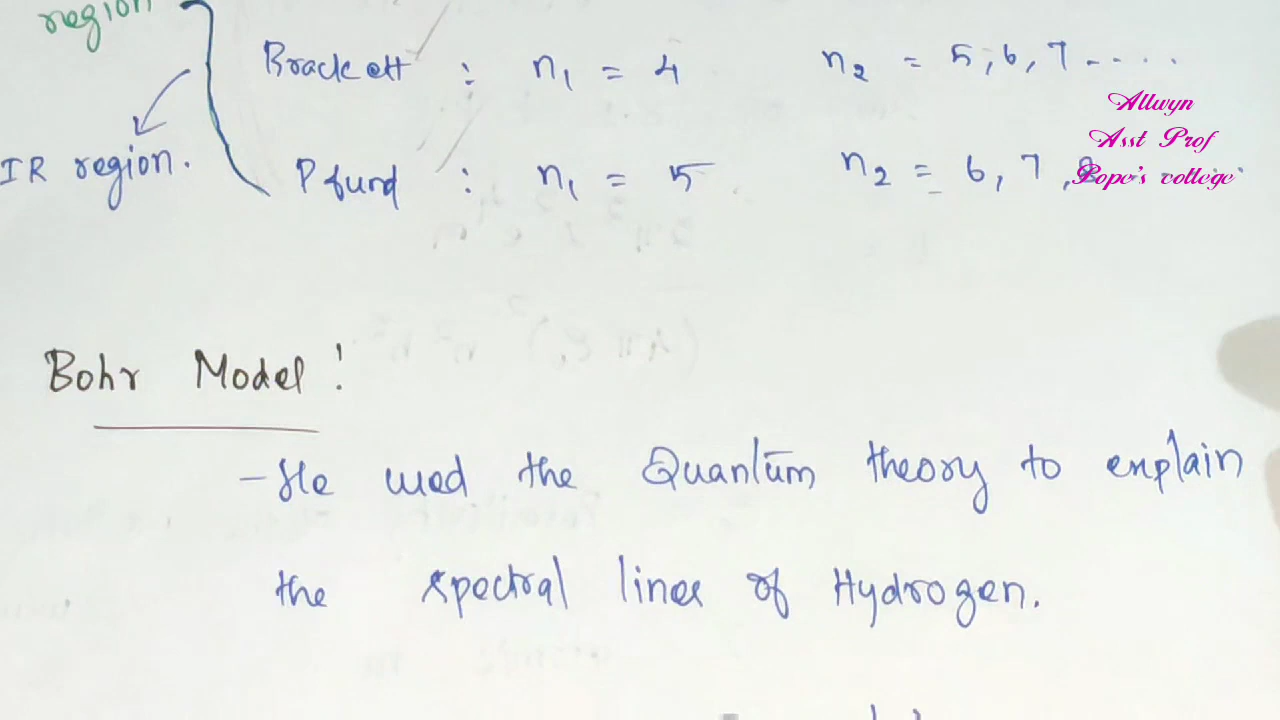 region
Brackett : n₁ = 4 n₂ = 5, 6, 7 - . . . .
Allwyn
Asst Prof
Pope's college
IR region.
Pfund : n₁ = 5 n₂ = 6, 7, 8
Bohr Model :
- He used the Quantum theory to explain
the spectral lines of Hydrogen.